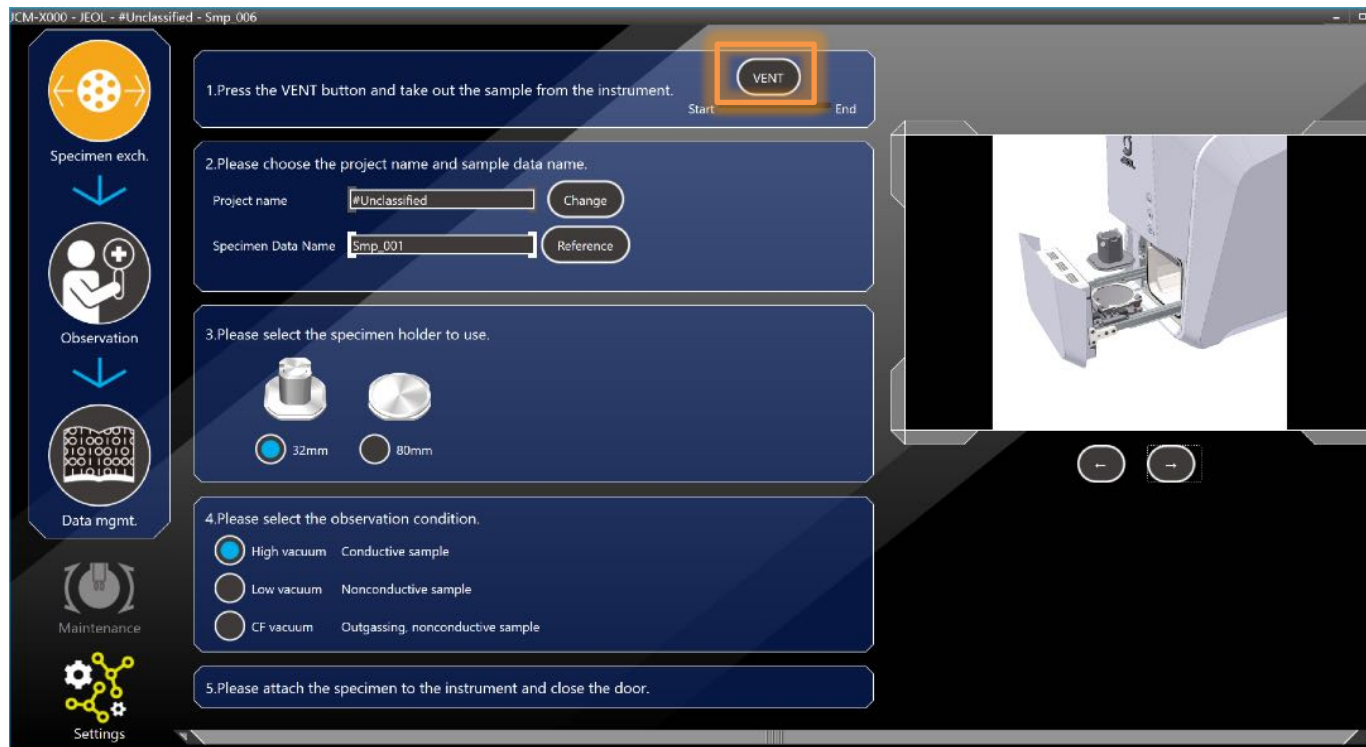 JCM-X000 - JEOL - #Unclassified - Smp_006
Specimen exch.
Observation
Data mgmt.
Maintenance
Settings
1.Press the VENT button and take out the sample from the instrument.
VENT
Start End
2.Please choose the project name and sample data name.
Project name #Unclassified Change
Specimen Data Name Smp_001 Reference
3.Please select the specimen holder to use.
32mm 80mm
4.Please select the observation condition.
High vacuum Conductive sample
Low vacuum Nonconductive sample
CF vacuum Outgassing, nonconductive sample
5.Please attach the specimen to the instrument and close the door.
← →